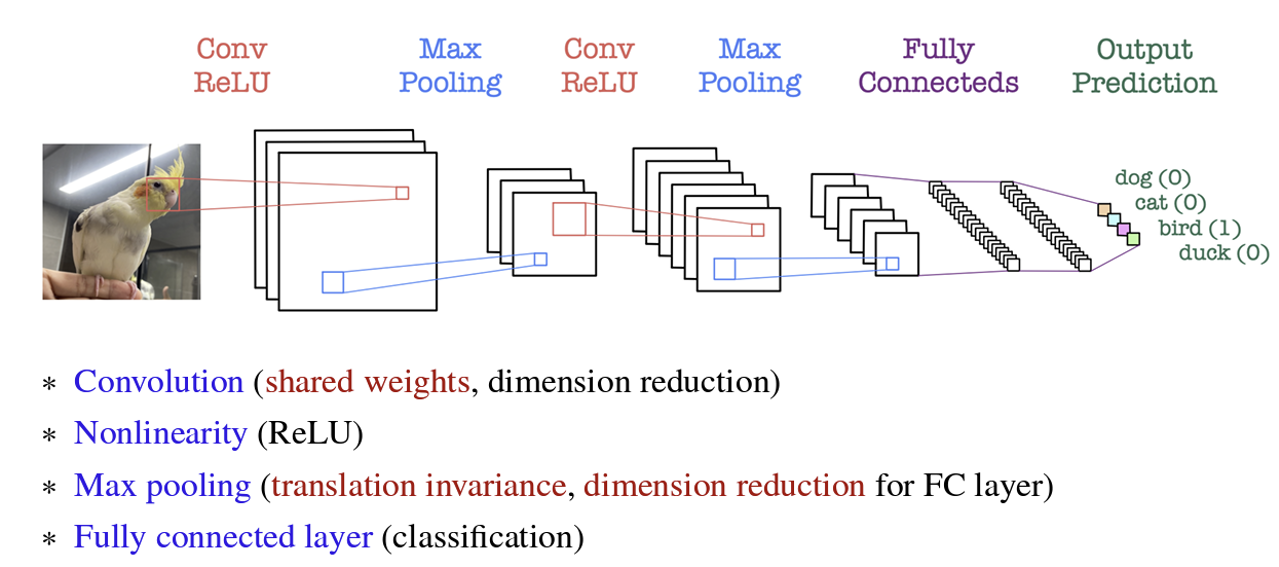 Conv ReLU
Max Pooling
Conv ReLU
Max Pooling
Fully Connecteds
Output Prediction
dog (0)
cat (0)
bird (1)
duck (0)
* Convolution (shared weights, dimension reduction)
* Nonlinearity (ReLU)
* Max pooling (translation invariance, dimension reduction for FC layer)
* Fully connected layer (classification)